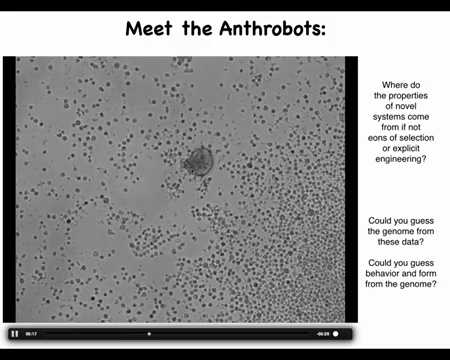 Meet the Anthrobots:
Where do
the properties
of novel
systems come
from if not
eons of selection
or explicit
engineering?
Could you guess
the genome from
these data?
Could you guess
behavior and form
from the genome?
00:17
-00:29